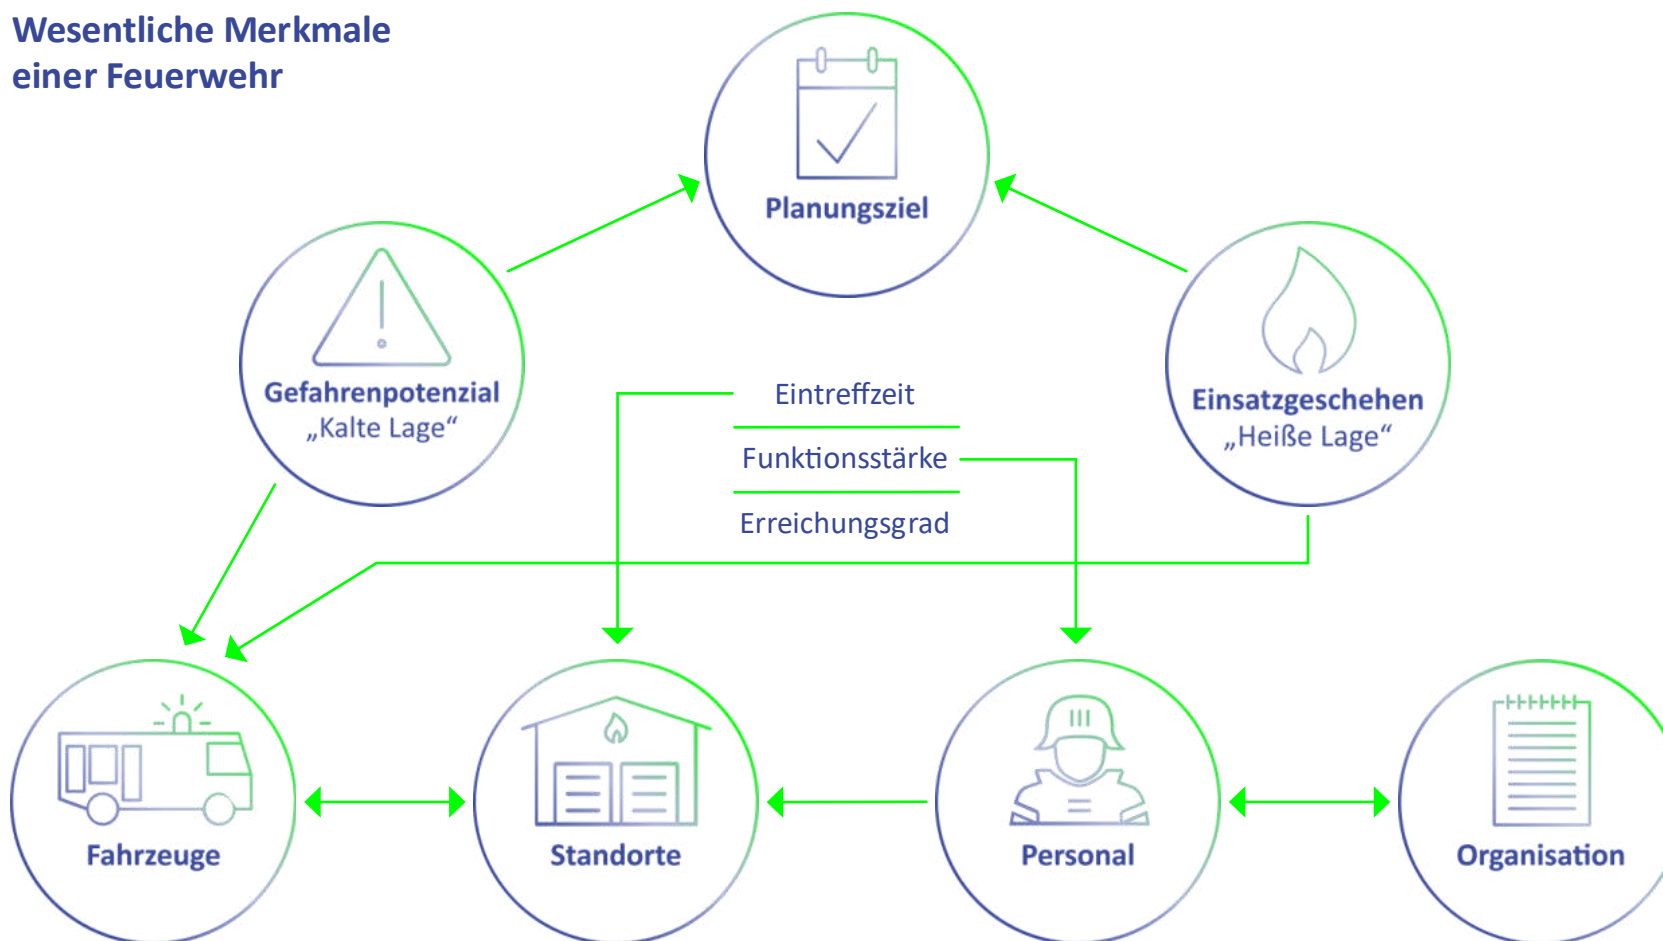 Wesentliche Merkmale
einer Feuerwehr
Planungsziel
Gefahrenpotenzial
„Kalte Lage“
Einsatzgeschehen
„Heiße Lage“
Eintreffzeit
Funktionsstärke
Erreichungsgrad
Fahrzeuge
Standorte
Personal
Organisation